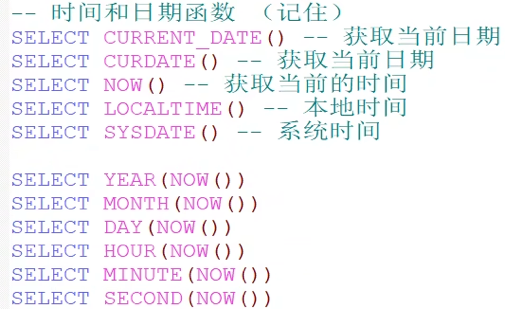 -- 时间和日期函数 （记住）
SELECT CURRENT_DATE() -- 获取当前日期
SELECT CURDATE() -- 获取当前日期
SELECT NOW() -- 获取当前的时间
SELECT LOCALTIME() -- 本地时间
SELECT SYSDATE() -- 系统时间
SELECT YEAR(NOW())
SELECT MONTH(NOW())
SELECT DAY(NOW())
SELECT HOUR(NOW())
SELECT MINUTE(NOW())
SELECT SECOND(NOW())